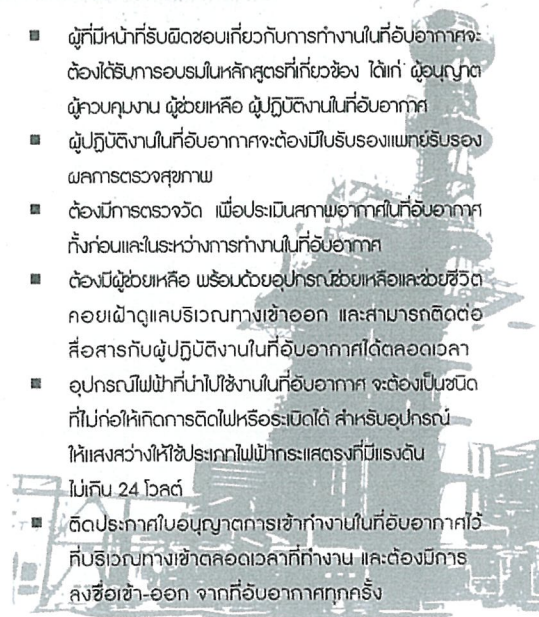 ▪ ผู้ที่มีหน้าที่รับผิดชอบเกี่ยวกับการทำงานในที่อับอากาศจะ
ต้องได้รับการอบรมในหลักสูตรที่เกี่ยวข้อง ได้แก่ ผู้อนุญาต
ผู้ควบคุมงาน ผู้ช่วยเหลือ ผู้ปฏิบัติงานในที่อับอากาศ
▪ ผู้ปฏิบัติงานในที่อับอากาศจะต้องมีใบรับรองแพทย์รับรอง
ผลการตรวจสุขภาพ
▪ ต้องมีการตรวจวัด เพื่อประเมินสภาพอากาศในที่อับอากาศ
ทั้งก่อนและในระหว่างการทำงานในที่อับอากาศ
▪ ต้องมีผู้ช่วยเหลือ พร้อมด้วยอุปกรณ์ช่วยเหลือและช่วยชีวิต
คอยเฝ้าดูแลบริเวณทางเข้าออก และสามารถติดต่อ
สื่อสารกับผู้ปฏิบัติงานในที่อับอากาศได้ตลอดเวลา
▪ อุปกรณ์ไฟฟ้าที่นำไปใช้งานในที่อับอากาศ จะต้องเป็นชนิด
ที่ไม่ก่อให้เกิดการติดไฟหรือระเบิดได้ สำหรับอุปกรณ์
ให้แสงสว่างให้ใช้ประเภทไฟฟ้ากระแสตรงที่มีแรงดัน
ไม่เกิน 24 โวลต์
▪ ติดประกาศใบอนุญาตการเข้าทำงานในที่อับอากาศไว้
ที่บริเวณทางเข้าตลอดเวลาที่ทำงาน และต้องมีการ
ลงชื่อเข้า-ออก จากที่อับอากาศทุกครั้ง